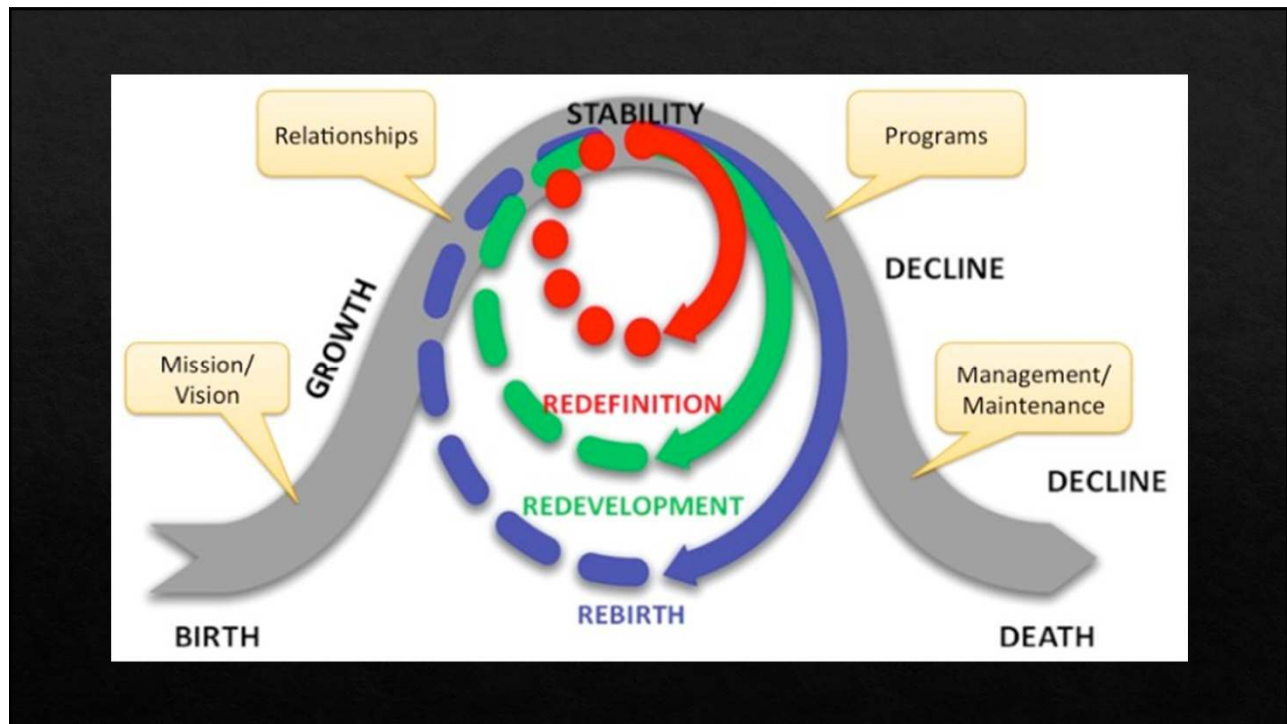 STABILITY
Relationships
Programs
DECLINE
GROWTH
Mission/
Vision
Management/
Maintenance
REDEFINITION
DECLINE
REDEVELOPMENT
REBIRTH
BIRTH
DEATH